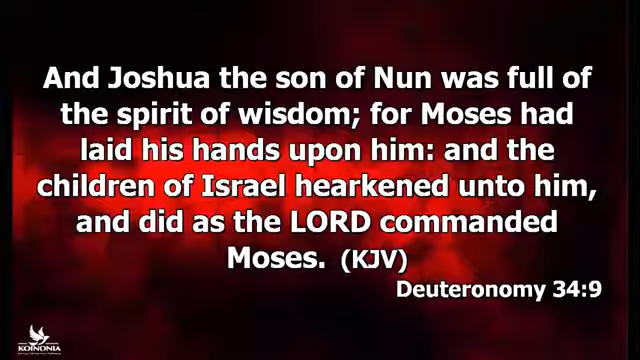 And Joshua the son of Nun was full of
the spirit of wisdom; for Moses had
laid his hands upon him: and the
children of Israel hearkened unto him,
and did as the LORD commanded
Moses. (KJV)
Deuteronomy 34:9
KOINONIA